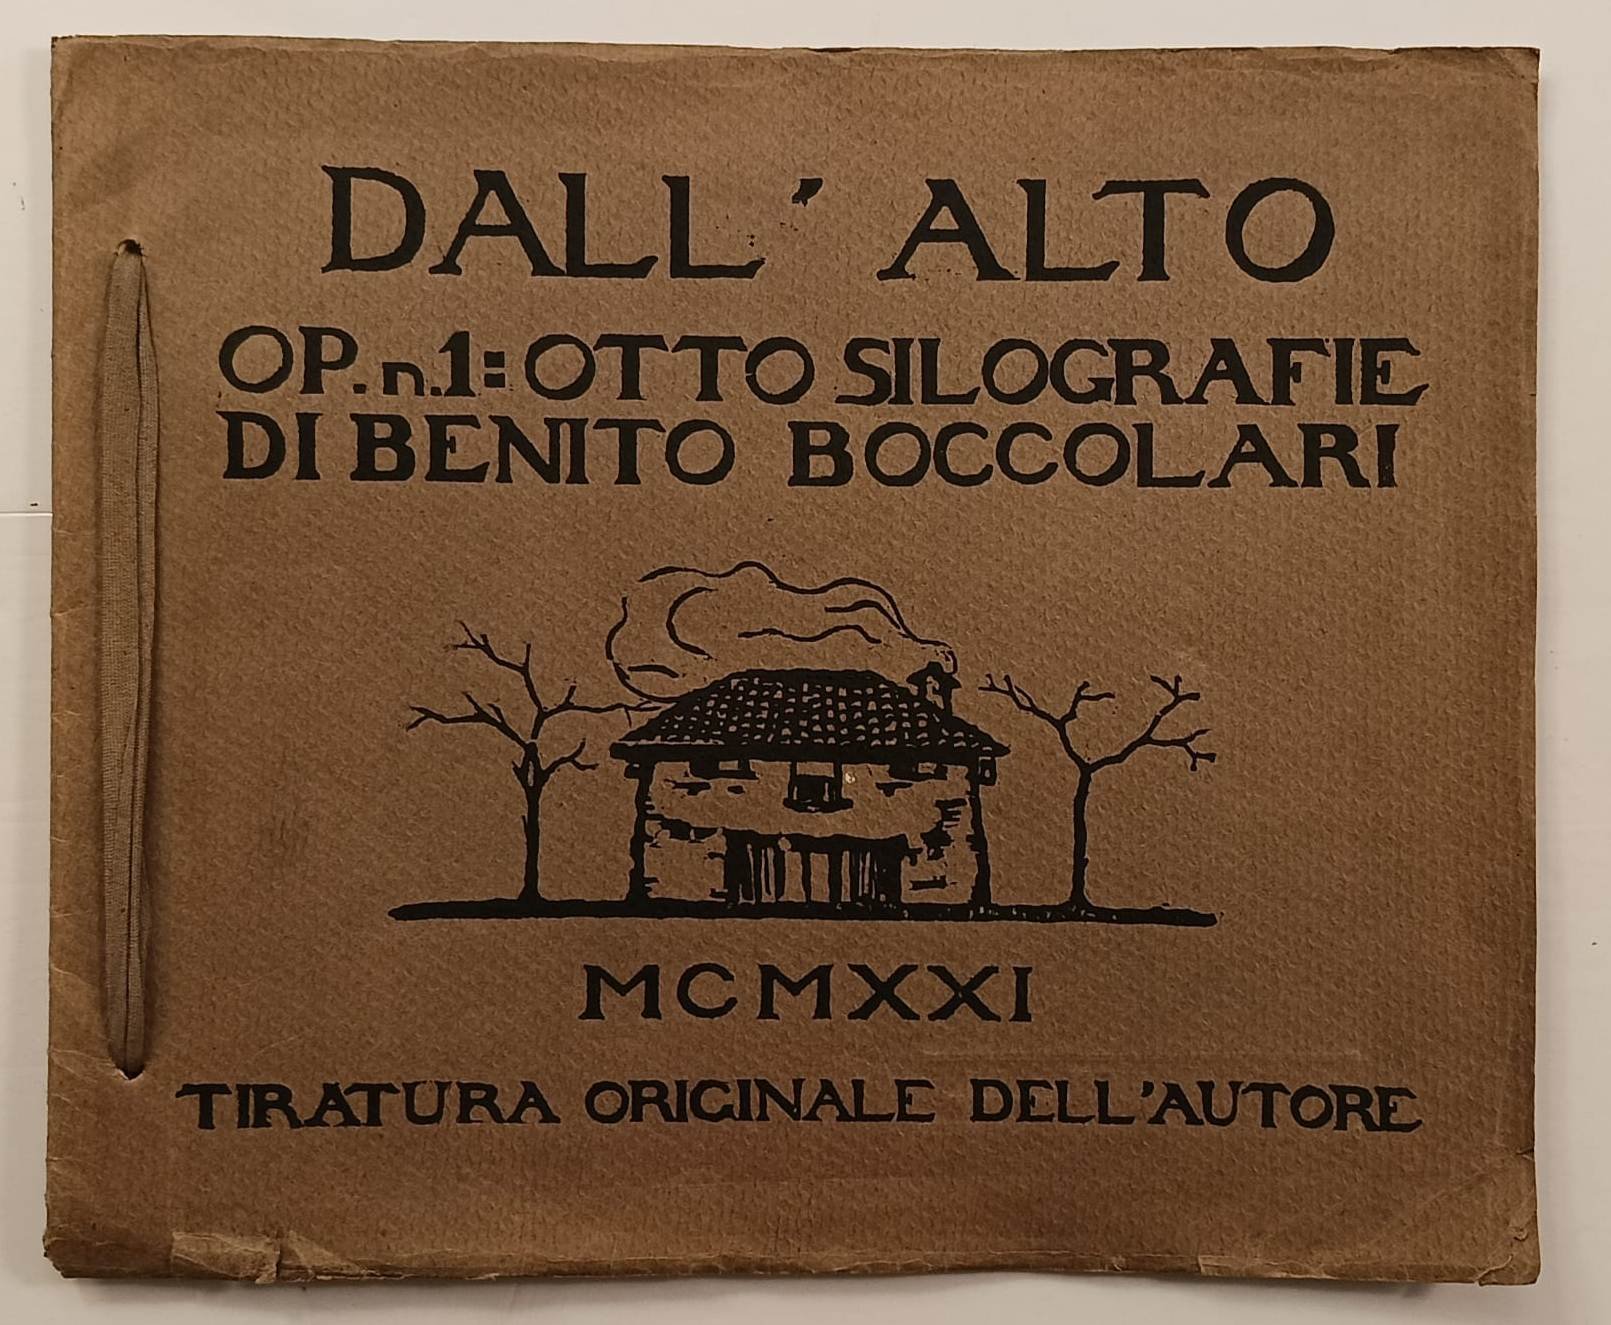 DALL'ALTO
OP. n.1: OTTO SILOGRAFIE
DI BENITO BOCCOLARI
MCMXXI
TIRATURA ORIGINALE DELL'AUTORE